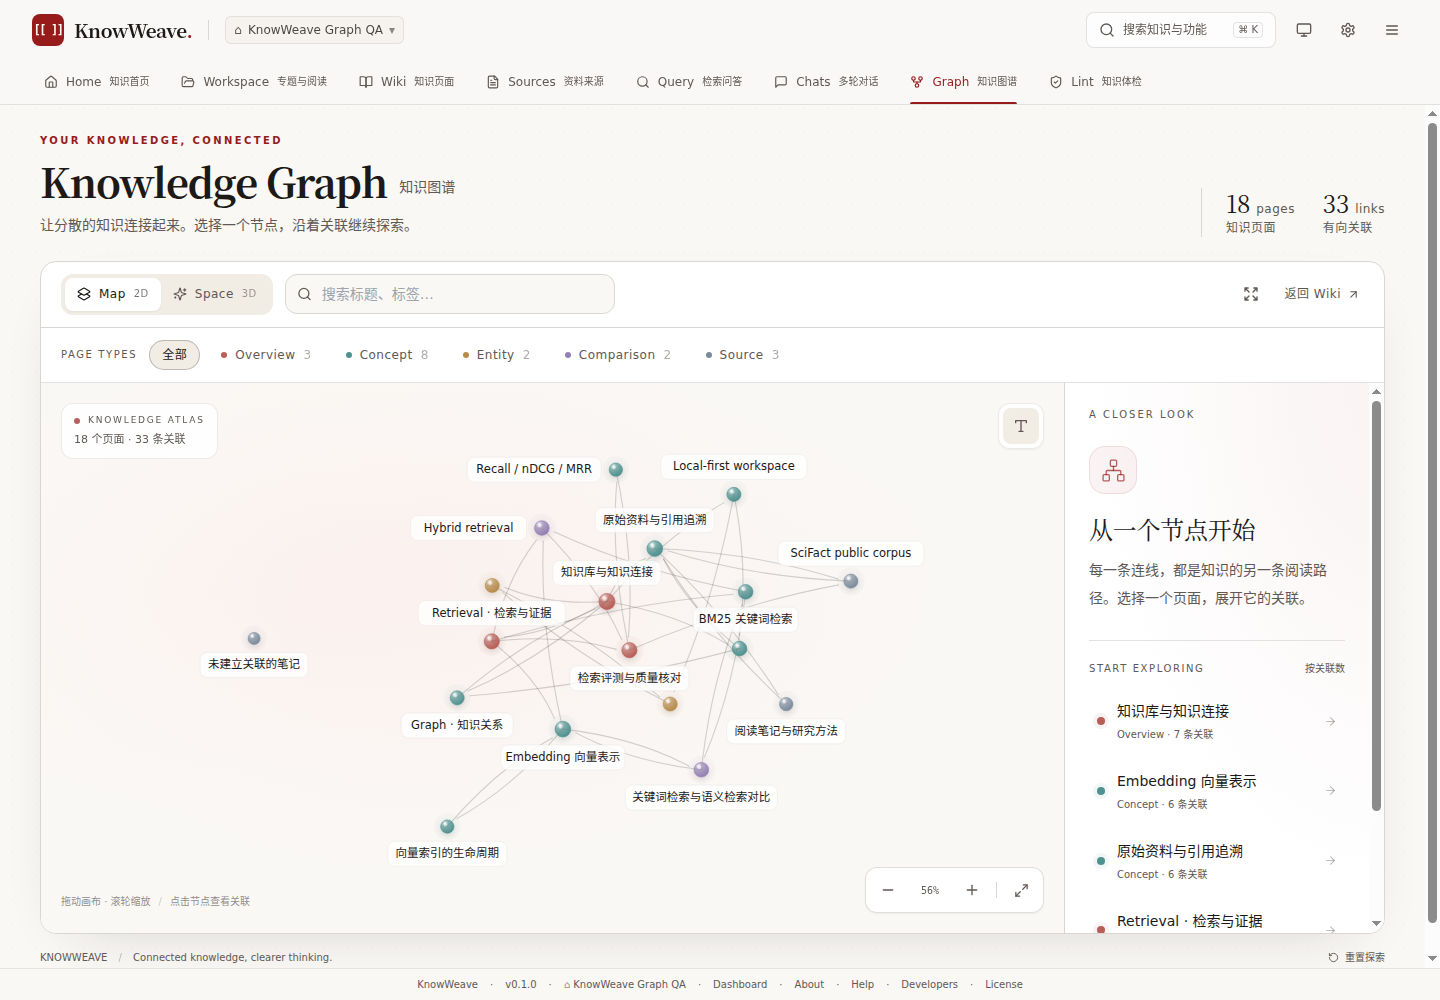 [[ ]] KnowWeave.
⌂ KnowWeave Graph QA ▾
搜索知识与功能 ⌘ K
Home 知识首页
Workspace 专题与阅读
Wiki 知识页面
Sources 资料来源
Query 检索问答
Chats 多轮对话
Graph 知识图谱
Lint 知识体检
YOUR KNOWLEDGE, CONNECTED
Knowledge Graph 知识图谱
让分散的知识连接起来。选择一个节点，沿着关联继续探索。
18 pages
知识页面
33 links
有向关联
Map 2D
Space 3D
搜索标题、标签...
返回 Wiki
PAGE TYPES
全部
Overview 3
Concept 8
Entity 2
Comparison 2
Source 3
KNOWLEDGE ATLAS
18 个页面 · 33 条关联
T
Recall / nDCG / MRR
Local-first workspace
Hybrid retrieval
原始资料与引用追溯
SciFact public corpus
知识库与知识连接
Retrieval · 检索与证据
BM25 关键词检索
未建立关联的笔记
检索评测与质量核对
Graph · 知识关系
阅读笔记与研究方法
Embedding 向量表示
关键词检索与语义检索对比
向量索引的生命周期
拖动画布 · 滚轮缩放 / 点击节点查看关联
56%
A CLOSER LOOK
从一个节点开始
每一条连线，都是知识的另一条阅读路
径。选择一个页面，展开它的关联。
START EXPLORING 按关联数
知识库与知识连接
Overview · 7 条关联
Embedding 向量表示
Concept · 6 条关联
原始资料与引用追溯
Concept · 6 条关联
Retrieval · 检索与证据
KNOWWEAVE / Connected knowledge, clearer thinking.
重置探索
KnowWeave · v0.1.0 · ⌂ KnowWeave Graph QA · Dashboard · About · Help · Developers · License